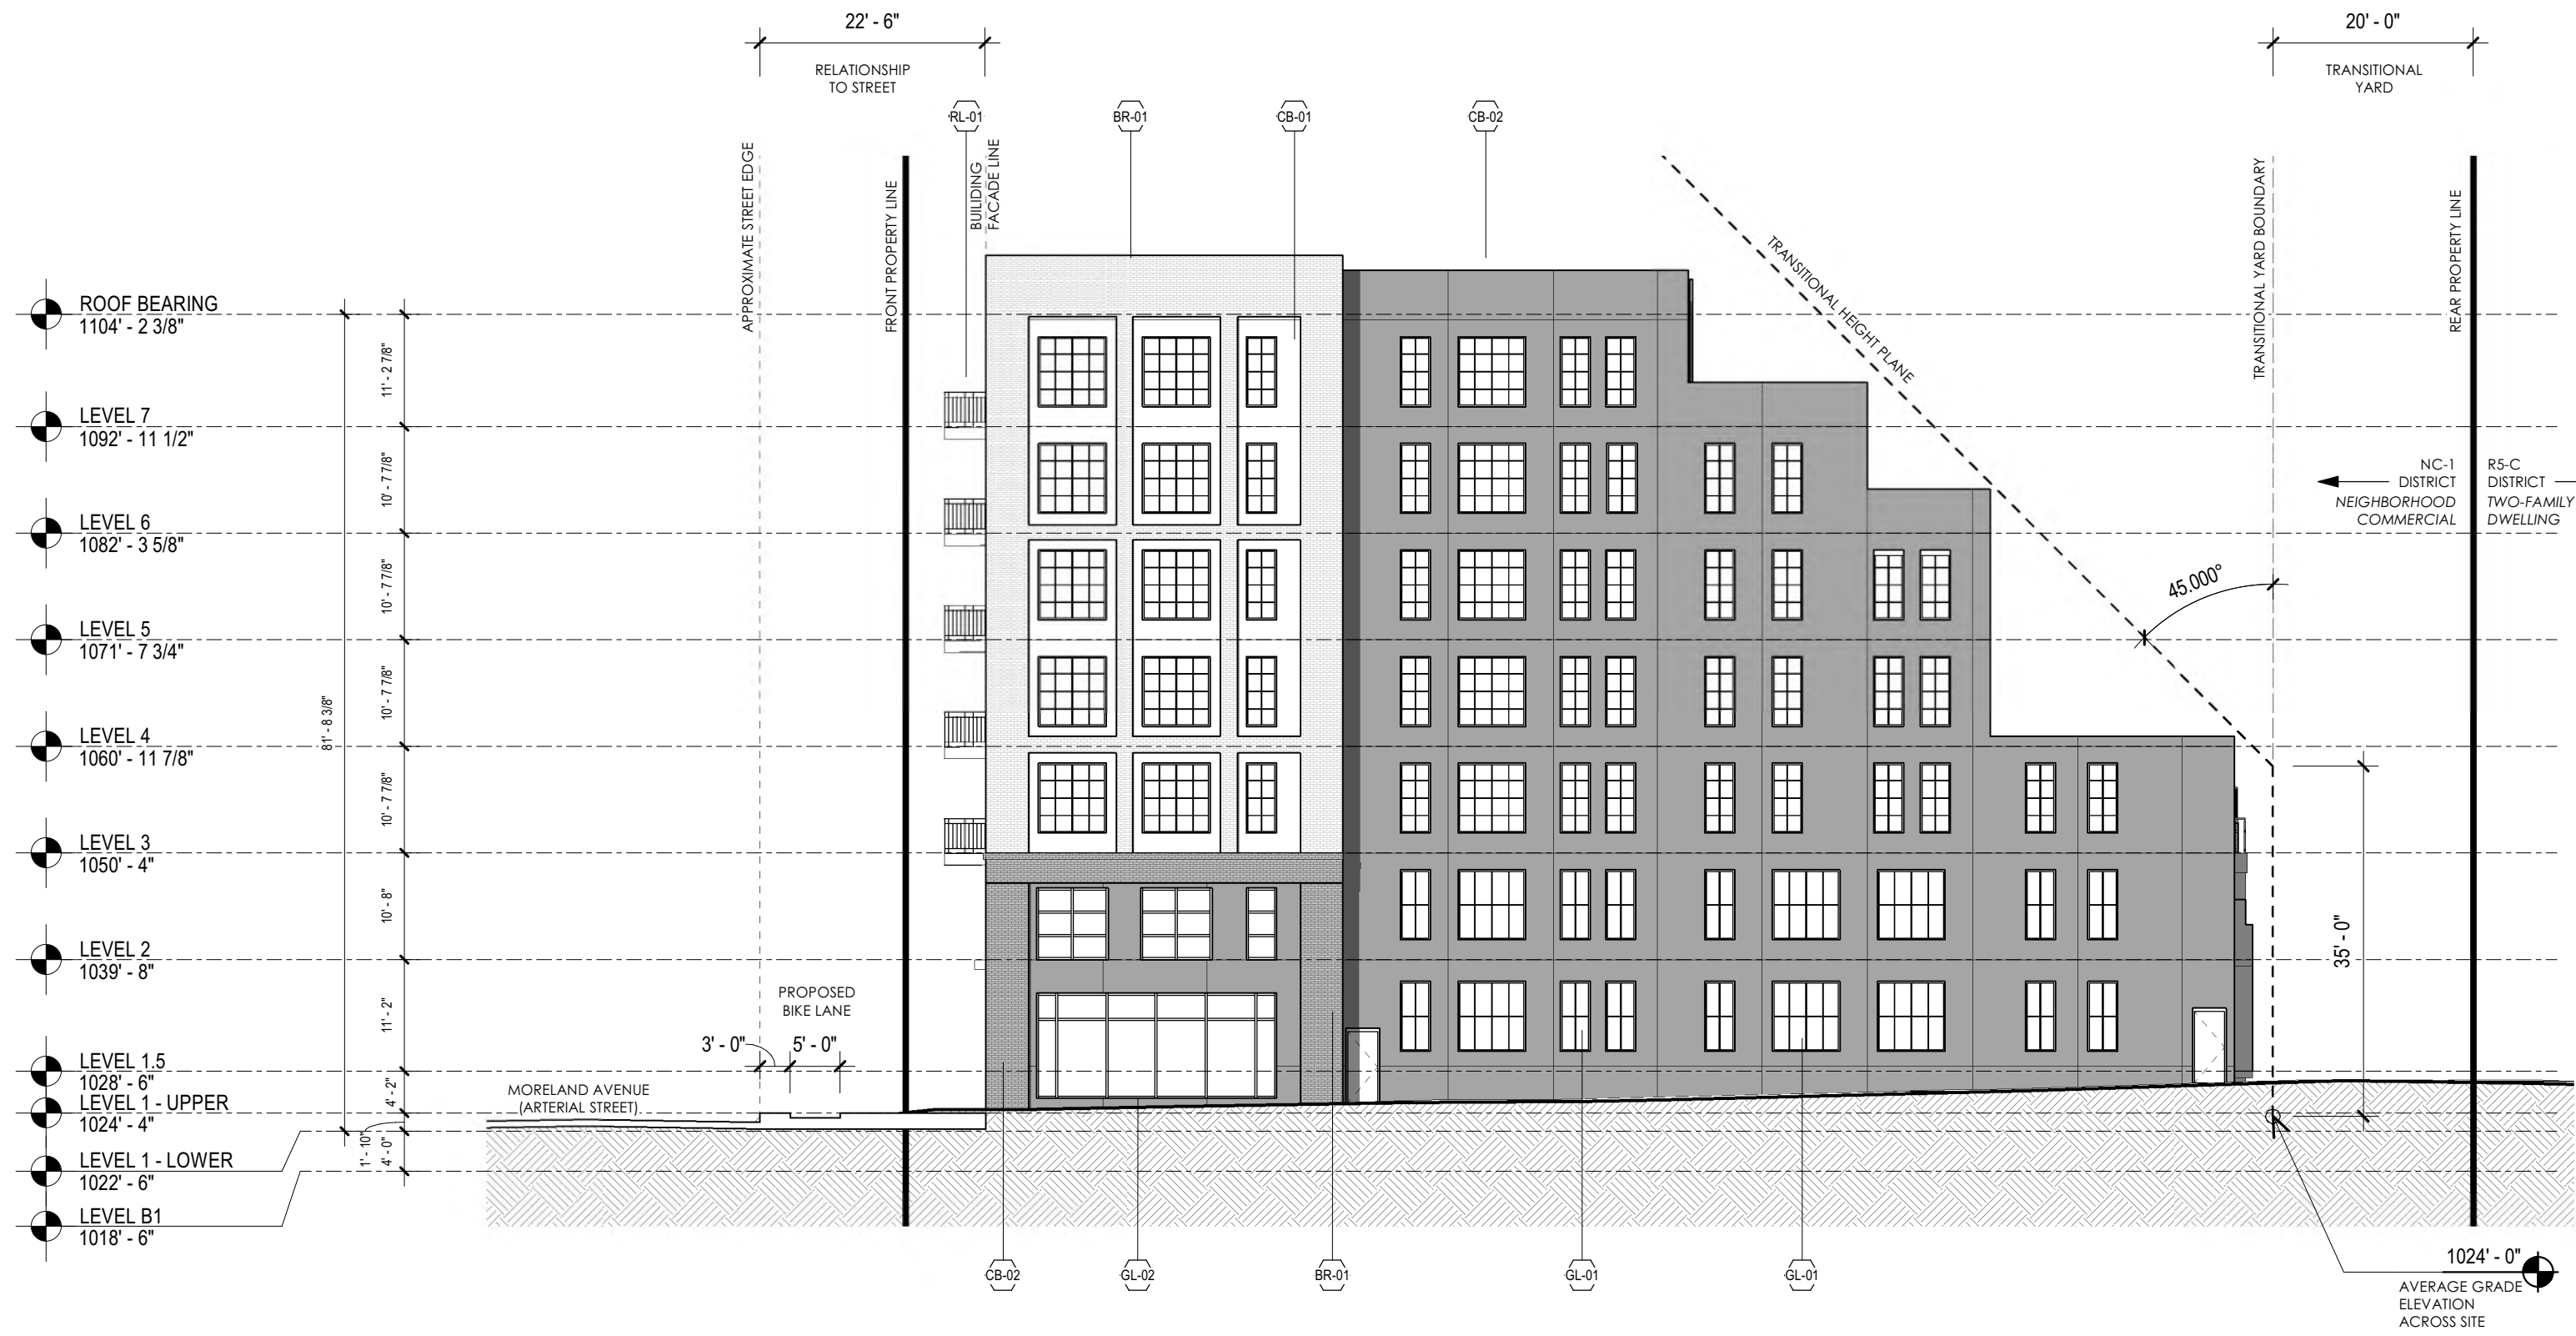 22' - 6"
RELATIONSHIP
TO STREET
20' - 0"
TRANSITIONAL
YARD
RL-01
BR-01
CB-01
CB-02
APPROXIMATE STREET EDGE
FRONT PROPERTY LINE
BUILIDING
FACADE LINE
TRANSITIONAL HEIGHT PLANE
TRANSITIONAL YARD BOUNDARY
REAR PROPERTY LINE
ROOF BEARING
1104' - 2 3/8"
11' - 2 7/8"
LEVEL 7
1092' - 11 1/2"
10' - 7 7/8"
LEVEL 6
1082' - 3 5/8"
10' - 7 7/8"
LEVEL 5
1071' - 7 3/4"
10' - 7 7/8"
LEVEL 4
1060' - 11 7/8"
10' - 7 7/8"
LEVEL 3
1050' - 4"
10' - 8"
LEVEL 2
1039' - 8"
11' - 2"
LEVEL 1.5
1028' - 6"
4' - 2"
LEVEL 1 - UPPER
1024' - 4"
1' - 10"
4' - 0"
LEVEL 1 - LOWER
1022' - 6"
LEVEL B1
1018' - 6"
81' - 8 3/8"
NC-1
DISTRICT
NEIGHBORHOOD
COMMERCIAL
R5-C
DISTRICT
TWO-FAMILY
DWELLING
45.000°
35' - 0"
PROPOSED
BIKE LANE
3' - 0"
5' - 0"
MORELAND AVENUE
(ARTERIAL STREET)
CB-02
GL-02
BR-01
GL-01
GL-01
1024' - 0"
AVERAGE GRADE
ELEVATION
ACROSS SITE